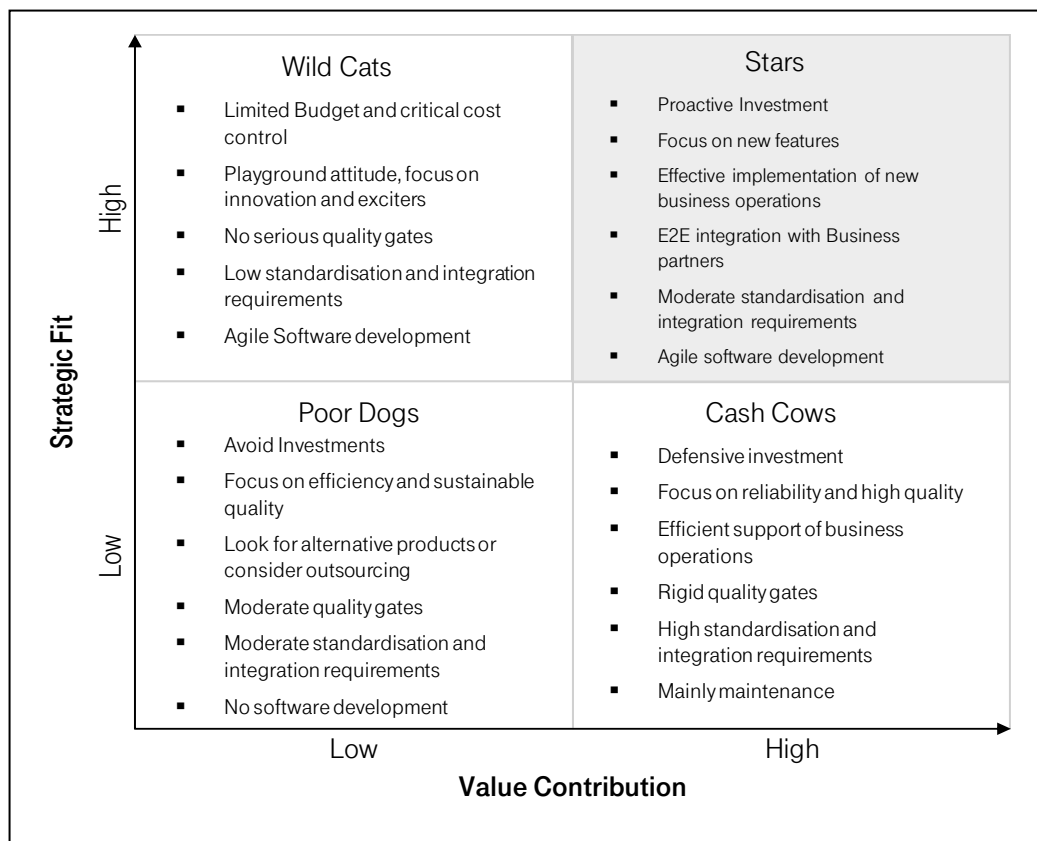 Wild Cats
▪ Limited Budget and critical cost
control
▪ Playground attitude, focus on
innovation and exciters
▪ No serious quality gates
▪ Low standardisation and integration
requirements
▪ Agile Software development
Stars
▪ Proactive Investment
▪ Focus on new features
▪ Effective implementation of new
business operations
▪ E2E integration with Business
partners
▪ Moderate standardisation and
integration requirements
▪ Agile software development
High
Strategic Fit
Low
Poor Dogs
▪ Avoid Investments
▪ Focus on efficiency and sustainable
quality
▪ Look for alternative products or
consider outsourcing
▪ Moderate quality gates
▪ Moderate standardisation and
integration requirements
▪ No software development
Cash Cows
▪ Defensive investment
▪ Focus on reliability and high quality
▪ Efficient support of business
operations
▪ Rigid quality gates
▪ High standardisation and
integration requirements
▪ Mainly maintenance
Low
High
Value Contribution